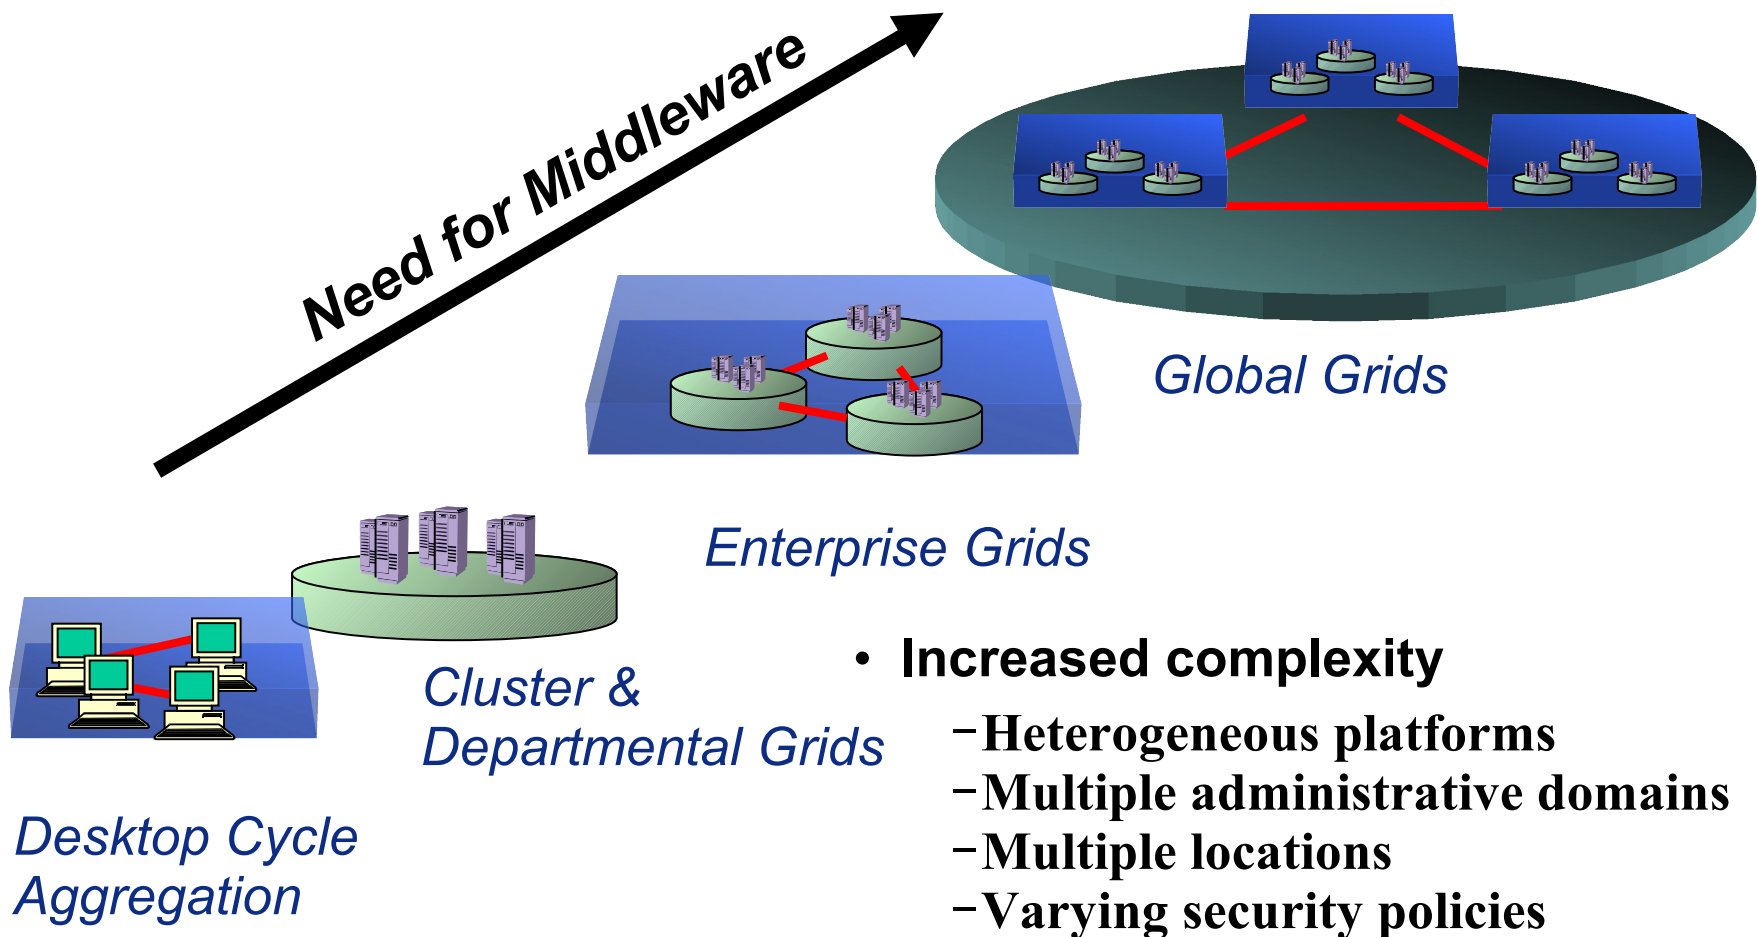 Need for Middleware
Global Grids
Enterprise Grids
Cluster &
Departmental Grids
Desktop Cycle
Aggregation
• Increased complexity
–Heterogeneous platforms
–Multiple administrative domains
–Multiple locations
–Varying security policies